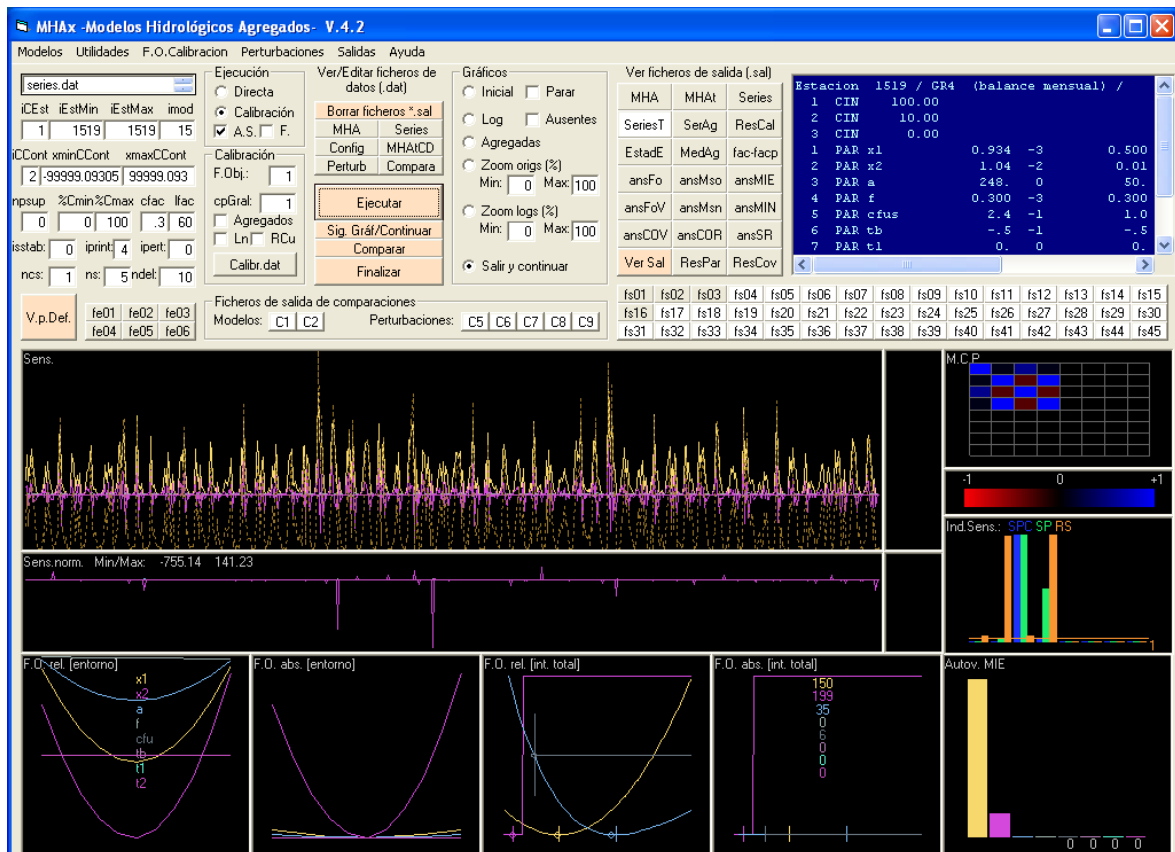 MHAx -Modelos Hidrológicos Agregados- V.4.2
Modelos Utilidades F.O.Calibracion Perturbaciones Salidas Ayuda
series.dat
iCEst iEstMin iEstMax imod
1 1519 1519 15
iCCont xminCCont xmaxCCont
2 -99999.09305 99999.093
npsup %Cmin %Cmax cfac lfac
0 0 100 .3 60
isstab: 0 iprint: 4 ipert: 0
ncs: 1 ns: 5 ndel: 10
V.p.Def.
fe01 fe02 fe03
fe04 fe05 fe06
Ejecución
Directa
Calibración
A.S. F.
Calibración
F.Obj.: 1
cpGral: 1
Agregados
Ln RCu
Calibr.dat
Ver/Editar ficheros de
datos (.dat)
Borrar ficheros *.sal
MHA Series
Config MHAtCD
Perturb Compara
Ejecutar
Sig. Gráf/Continuar
Comparar
Finalizar
Gráficos
Inicial Parar
Log Ausentes
Agregadas
Zoom origs (%)
Min: 0 Max: 100
Zoom logs (%)
Min: 0 Max: 100
Salir y continuar
Ver ficheros de salida (.sal)
MHA MHAt Series
SeriesT SerAg ResCal
EstadE MedAg fac-facp
ansFo ansMso ansMIE
ansFoV ansMsn ansMIN
ansCOV ansCOR ansSR
Ver Sal ResPar ResCov
Estacion 1519 / GR4 (balance mensual) /
1 CIN 100.00
2 CIN 10.00
3 CIN 0.00
1 PAR x1 0.934 -3 0.500
2 PAR x2 1.04 -2 0.01
3 PAR a 248. 0 50.
4 PAR f 0.300 -3 0.300
5 PAR cfus 2.4 -1 1.0
6 PAR tb -.5 -1 -.5
7 PAR t1 0. 0 0.
Ficheros de salida de comparaciones
Modelos: C1 C2 Perturbaciones: C5 C6 C7 C8 C9
fs01 fs02 fs03 fs04 fs05 fs06 fs07 fs08 fs09 fs10 fs11 fs12 fs13 fs14 fs15
fs16 fs17 fs18 fs19 fs20 fs21 fs22 fs23 fs24 fs25 fs26 fs27 fs28 fs29 fs30
fs31 fs32 fs33 fs34 fs35 fs36 fs37 fs38 fs39 fs40 fs41 fs42 fs43 fs44 fs45
Sens.
M.C.P
-1 0 +1
Sens.norm. Min/Max: -755.14 141.23
Ind.Sens.: SPC SP RS
1
F.O. rel. [entorno]
x1
x2
a
f
cfu
tb
t1
t2
F.O. abs. [entorno]
F.O. rel. [int. total]
F.O. abs. [int. total]
150
199
35
0
6
0
0
0
Autov. MIE
0 0 0 0